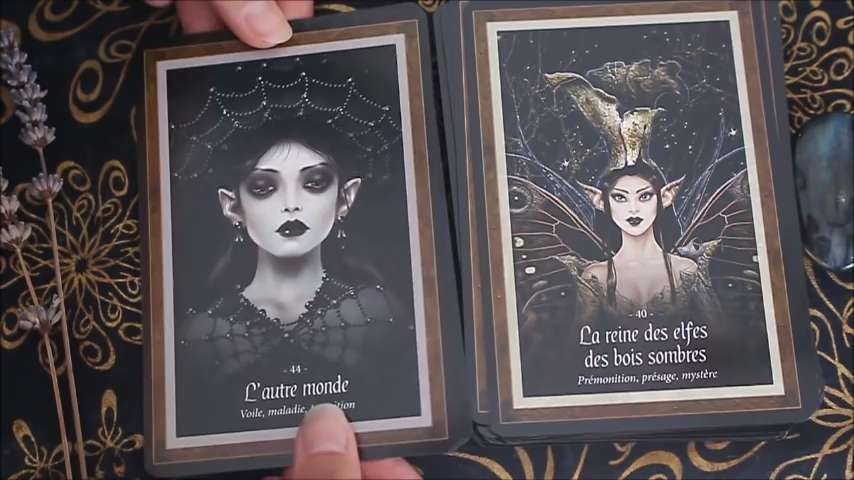 - 44 -
L'autre monde
Voile, maladie,
- 40 -
La reine des elfes
des bois sombres
Prémonition, présage, mystère